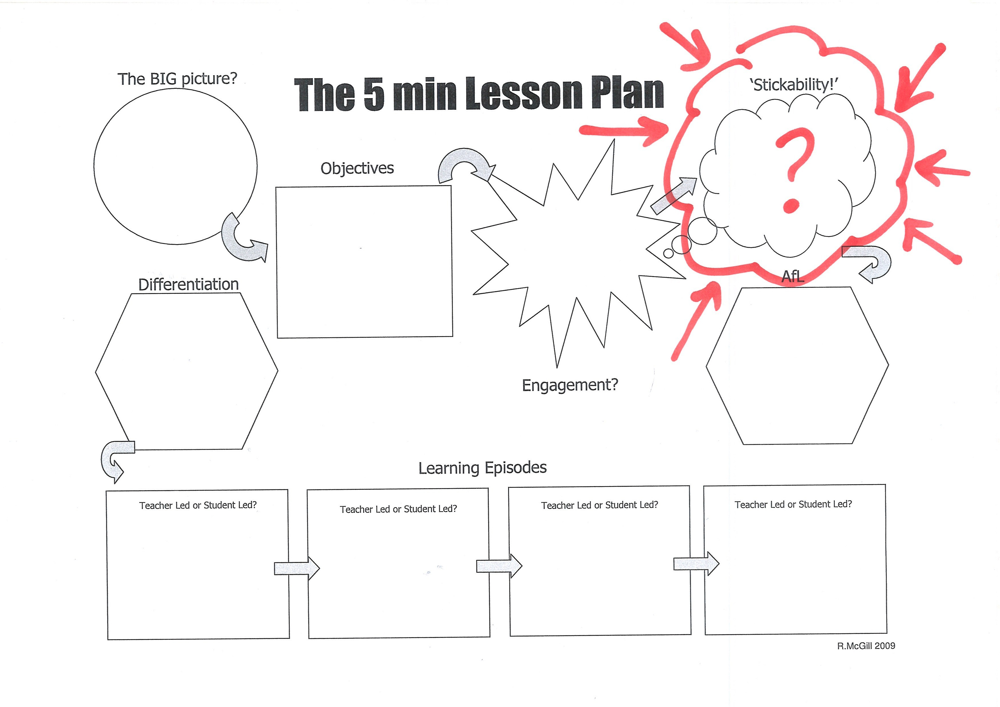 The BIG picture?
The 5 min Lesson Plan
‘Stickability!’
?
Objectives
Differentiation
AfL
Engagement?
Learning Episodes
Teacher Led or Student Led?
Teacher Led or Student Led?
Teacher Led or Student Led?
Teacher Led or Student Led?
R.McGill 2009